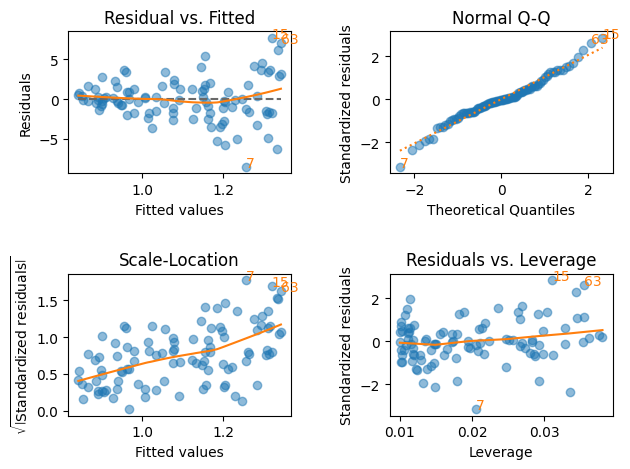 Residual vs. Fitted
Normal Q-Q
Residuals
5
0
−5
1.0
1.2
Fitted values
15
63
7
Standardized residuals
2
0
−2
−2
0
2
Theoretical Quantiles
15
7
Scale-Location
Residuals vs. Leverage
√|Standardized residuals|
1.5
1.0
0.5
0.0
1.0
1.2
Fitted values
7
15
63
Standardized residuals
2
0
−2
0.01
0.02
0.03
Leverage
15
63
7